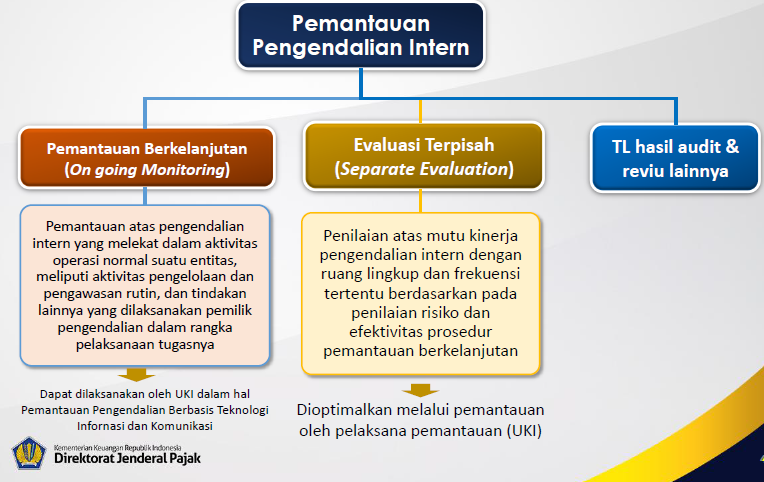 Pemantauan
Pengendalian Intern
Pemantauan Berkelanjutan
(On going Monitoring)
Evaluasi Terpisah
(Separate Evaluation)
TL hasil audit &
reviu lainnya
Pemantauan atas pengendalian
intern yang melekat dalam aktivitas
operasi normal suatu entitas,
meliputi aktivitas pengelolaan dan
pengawasan rutin, dan tindakan
lainnya yang dilaksanakan pemilik
pengendalian dalam rangka
pelaksanaan tugasnya
Penilaian atas mutu kinerja
pengendalian intern dengan
ruang lingkup dan frekuensi
tertentu berdasarkan pada
penilaian risiko dan
efektivitas prosedur
pemantauan berkelanjutan
Dapat dilaksanakan oleh UKI dalam hal
Pemantauan Pengendalian Berbasis Teknologi
Infornasi dan Komunikasi
Dioptimalkan melalui pemantauan
oleh pelaksana pemantauan (UKI)
Kementerian Keuangan Republik Indonesia
Direktorat Jenderal Pajak